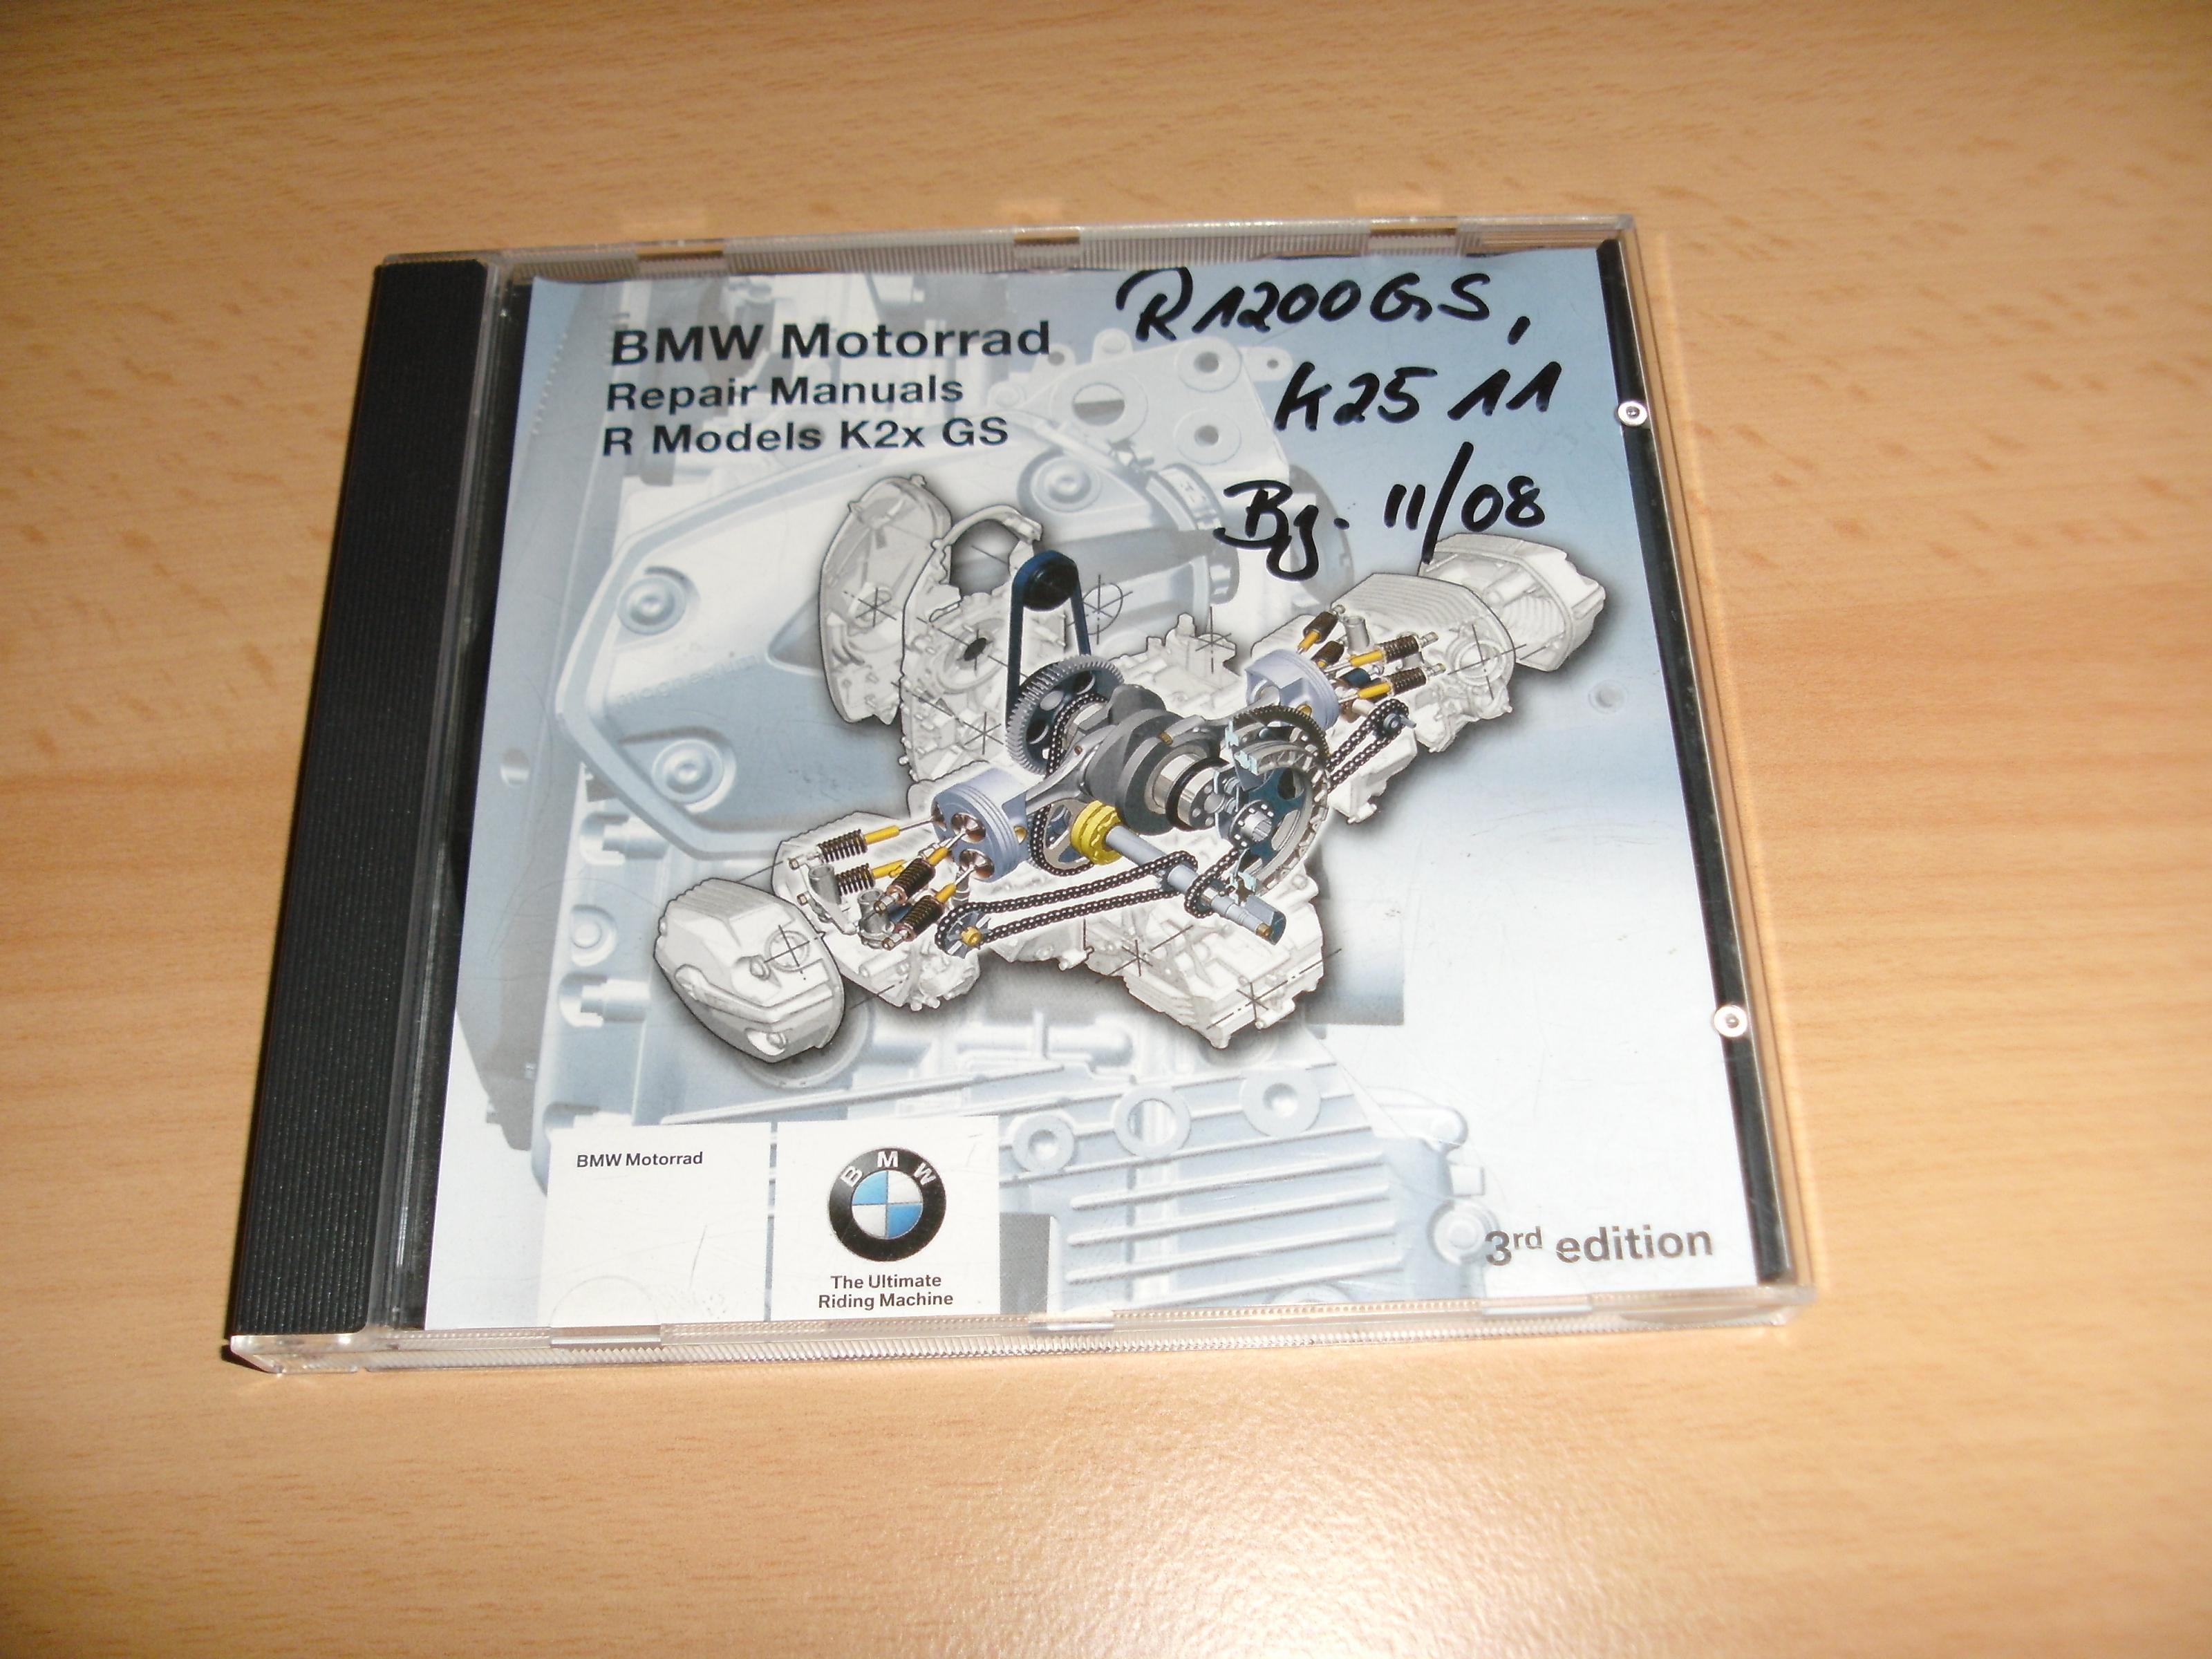 BMW Motorrad
Repair Manuals
R Models K2x GS
R1200GS,
K25 11
Bj. 11/08
BMW Motorrad
BMW
The Ultimate
Riding Machine
3rd edition